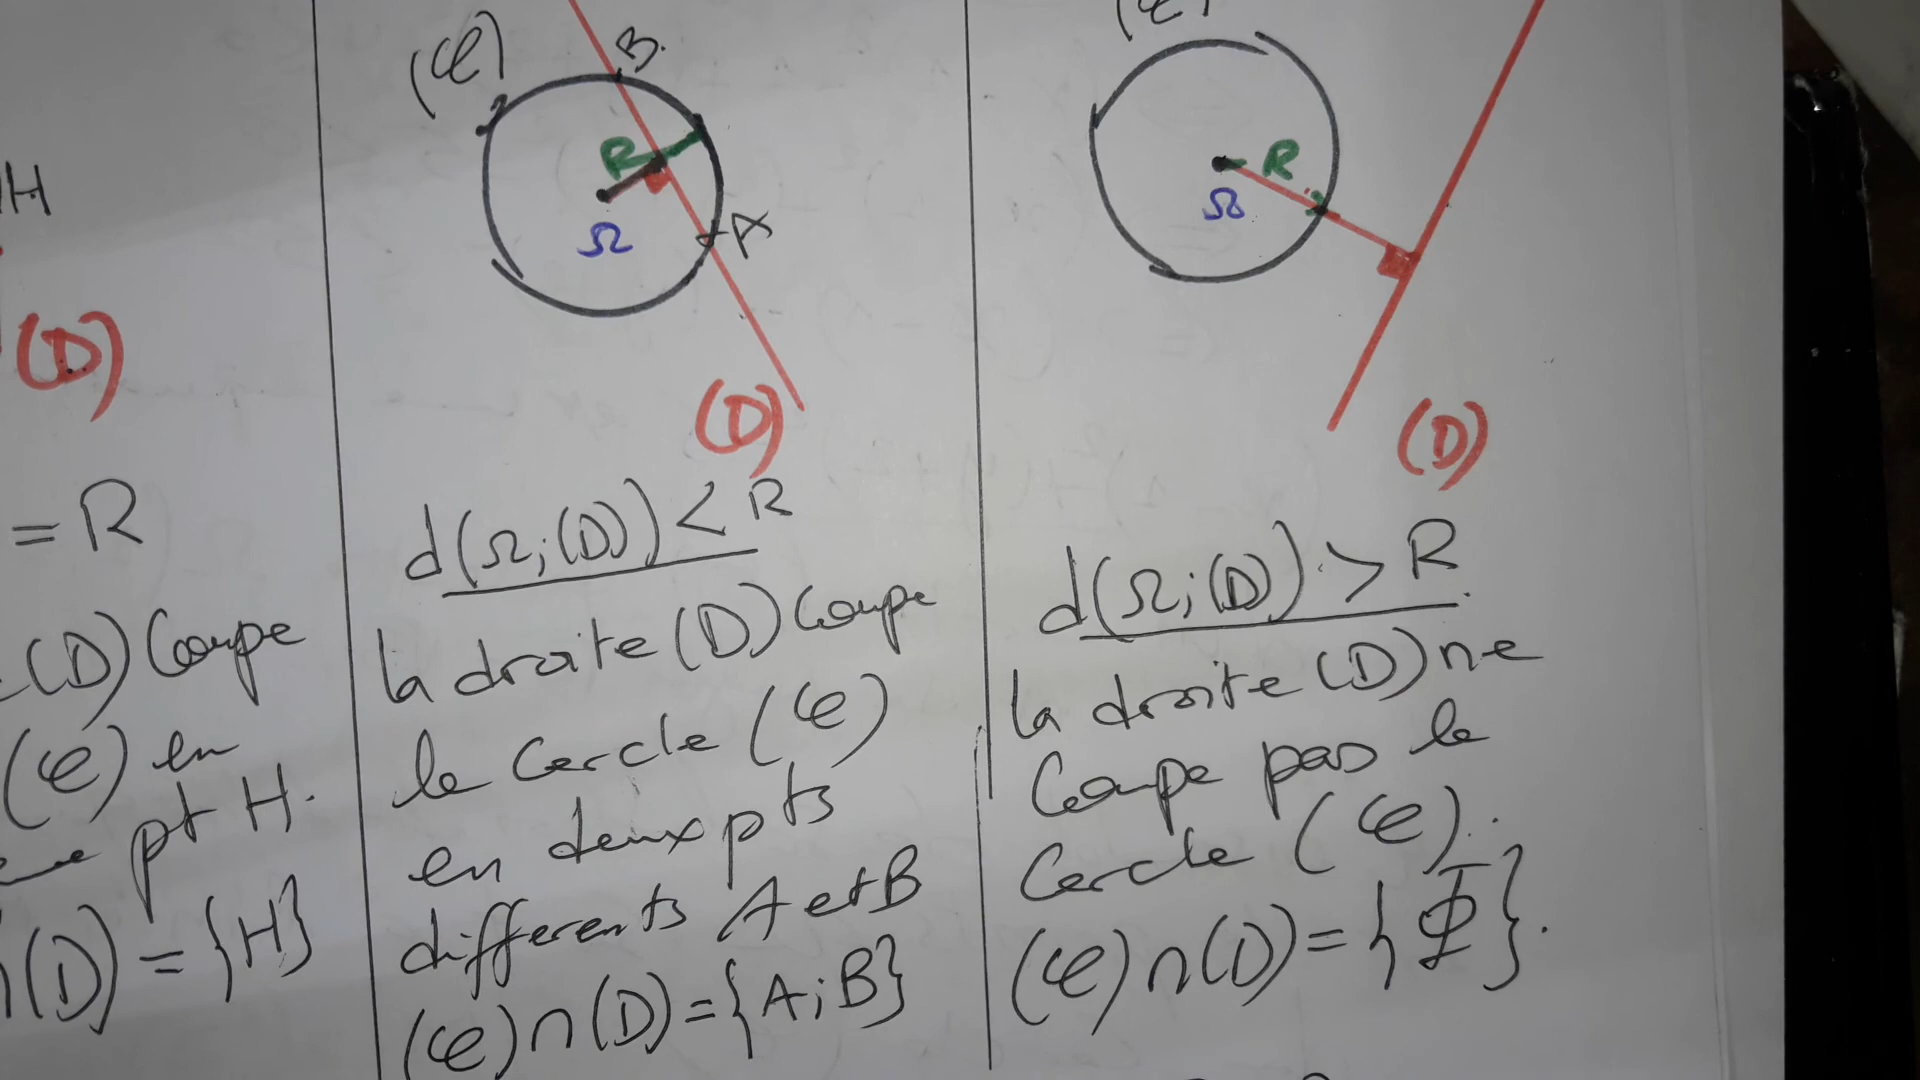 H
(D)
= R
(D) Coupe
(C) en
pt H.
∩(D) = {H}
(C)
B
R
Ω
A
(D)
d(Ω;(D)) < R
la droite (D) Coupe
le Cercle (C)
en deux pts
differents A et B
(C)∩(D)={A;B}
(C)
R
Ω
(D)
d(Ω;(D)) > R
la droite (D) ne
Coupe pas le
Cercle (C).
(C)∩(D)={Φ}.